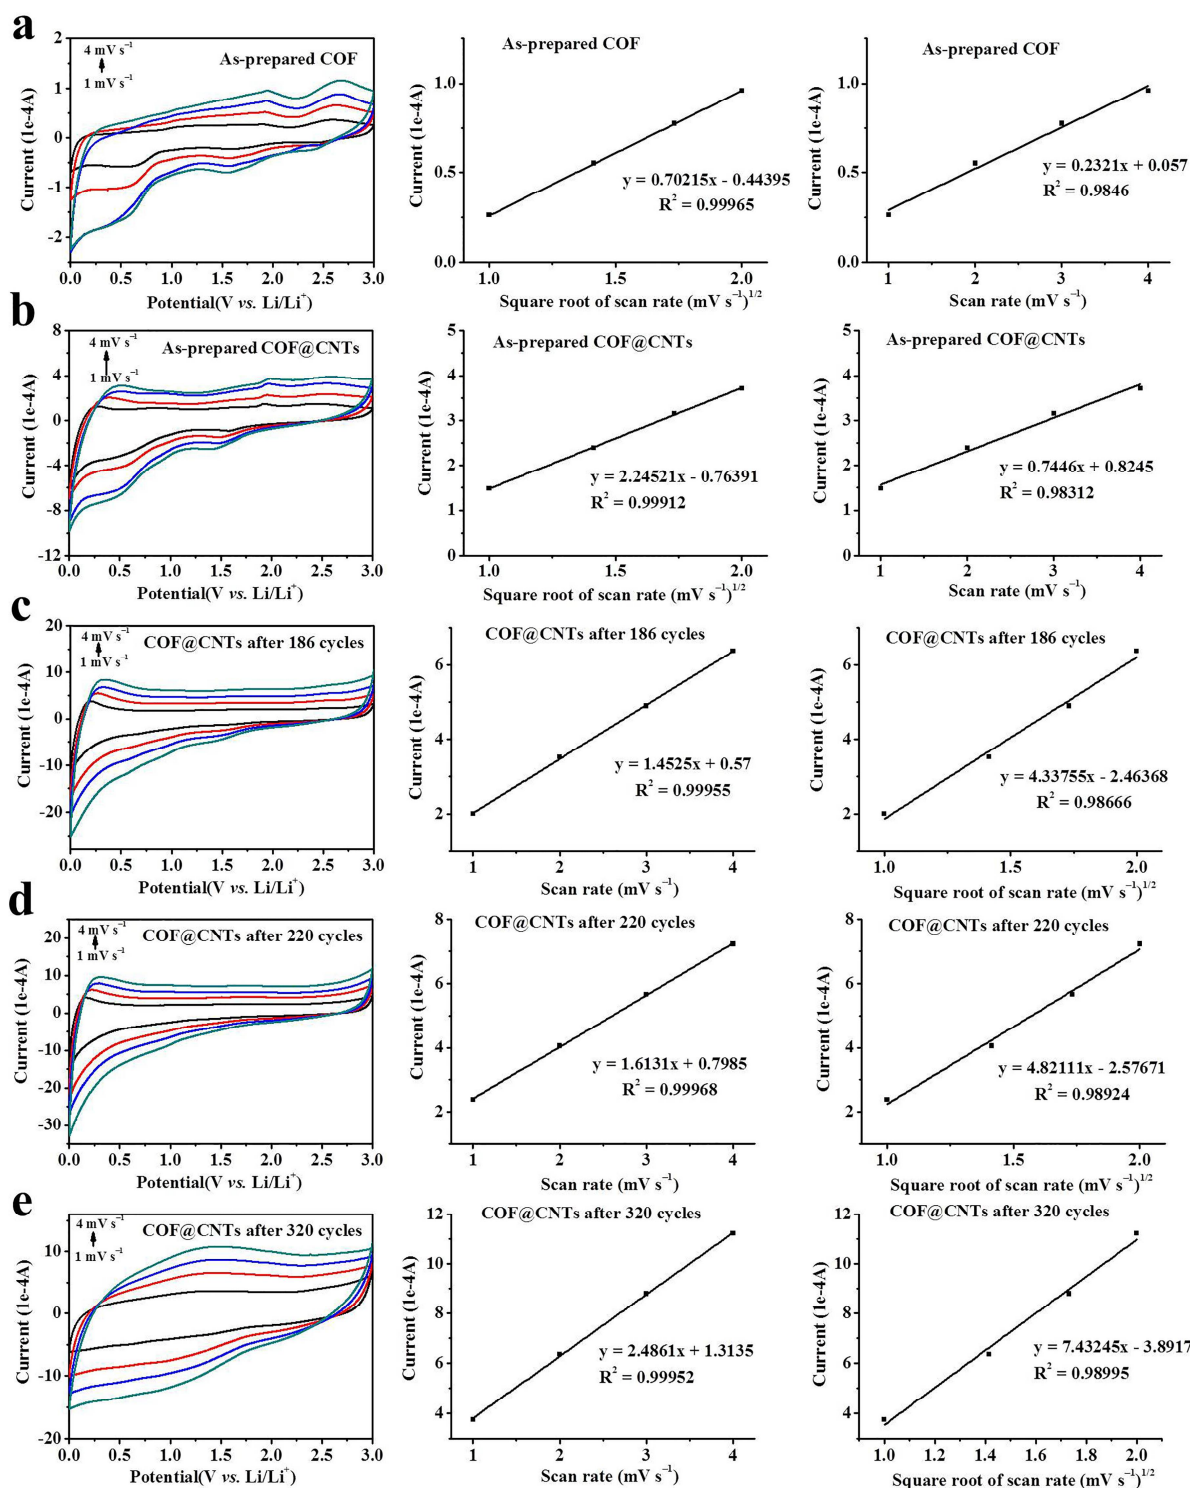 a
4 mV s⁻¹
1 mV s⁻¹
As-prepared COF
Current (1e-4A)
2
1
0
-1
-2
0.0 0.5 1.0 1.5 2.0 2.5 3.0
Potential(V vs. Li/Li⁺)
As-prepared COF
Current (1e-4A)
1.0
0.5
0.0
y = 0.70215x - 0.44395
R² = 0.99965
1.0 1.5 2.0
Square root of scan rate (mV s⁻¹)¹/²
As-prepared COF
Current (1e-4A)
1.0
0.5
0.0
y = 0.2321x + 0.057
R² = 0.9846
1 2 3 4
Scan rate (mV s⁻¹)
b
4 mV s⁻¹
1 mV s⁻¹
As-prepared COF@CNTs
Current (1e-4A)
8
4
0
-4
-8
-12
0.0 0.5 1.0 1.5 2.0 2.5 3.0
Potential(V vs. Li/Li⁺)
As-prepared COF@CNTs
Current (1e-4A)
5
4
3
2
1
0
y = 2.24521x - 0.76391
R² = 0.99912
1.0 1.5 2.0
Square root of scan rate (mV s⁻¹)¹/²
As-prepared COF@CNTs
Current (1e-4A)
5
4
3
2
1
0
y = 0.7446x + 0.8245
R² = 0.98312
1 2 3 4
Scan rate (mV s⁻¹)
c
4 mV s⁻¹
1 mV s⁻¹
COF@CNTs after 186 cycles
Current (1e-4A)
20
10
0
-10
-20
0.0 0.5 1.0 1.5 2.0 2.5 3.0
Potential(V vs. Li/Li⁺)
COF@CNTs after 186 cycles
Current (1e-4A)
6
4
2
y = 1.4525x + 0.57
R² = 0.99955
1 2 3 4
Scan rate (mV s⁻¹)
COF@CNTs after 186 cycles
Current (1e-4A)
6
4
2
y = 4.33755x - 2.46368
R² = 0.98666
1.0 1.5 2.0
Square root of scan rate (mV s⁻¹)¹/²
d
4 mV s⁻¹
1 mV s⁻¹
COF@CNTs after 220 cycles
Current (1e-4A)
20
10
0
-10
-20
-30
0.0 0.5 1.0 1.5 2.0 2.5 3.0
Potential(V vs. Li/Li⁺)
COF@CNTs after 220 cycles
Current (1e-4A)
8
6
4
2
y = 1.6131x + 0.7985
R² = 0.99968
1 2 3 4
Scan rate (mV s⁻¹)
COF@CNTs after 220 cycles
Current (1e-4A)
8
6
4
2
y = 4.82111x - 2.57671
R² = 0.98924
1.0 1.5 2.0
Square root of scan rate (mV s⁻¹)¹/²
e
4 mV s⁻¹
1 mV s⁻¹
COF@CNTs after 320 cycles
Current (1e-4A)
10
0
-10
-20
0.0 0.5 1.0 1.5 2.0 2.5 3.0
Potential(V vs. Li/Li⁺)
COF@CNTs after 320 cycles
Current (1e-4A)
12
10
8
6
4
y = 2.4861x + 1.3135
R² = 0.99952
1 2 3 4
Scan rate (mV s⁻¹)
COF@CNTs after 320 cycles
Current (1e-4A)
12
10
8
6
4
y = 7.43245x - 3.8917
R² = 0.98995
1.0 1.2 1.4 1.6 1.8 2.0
Square root of scan rate (mV s⁻¹)¹/²